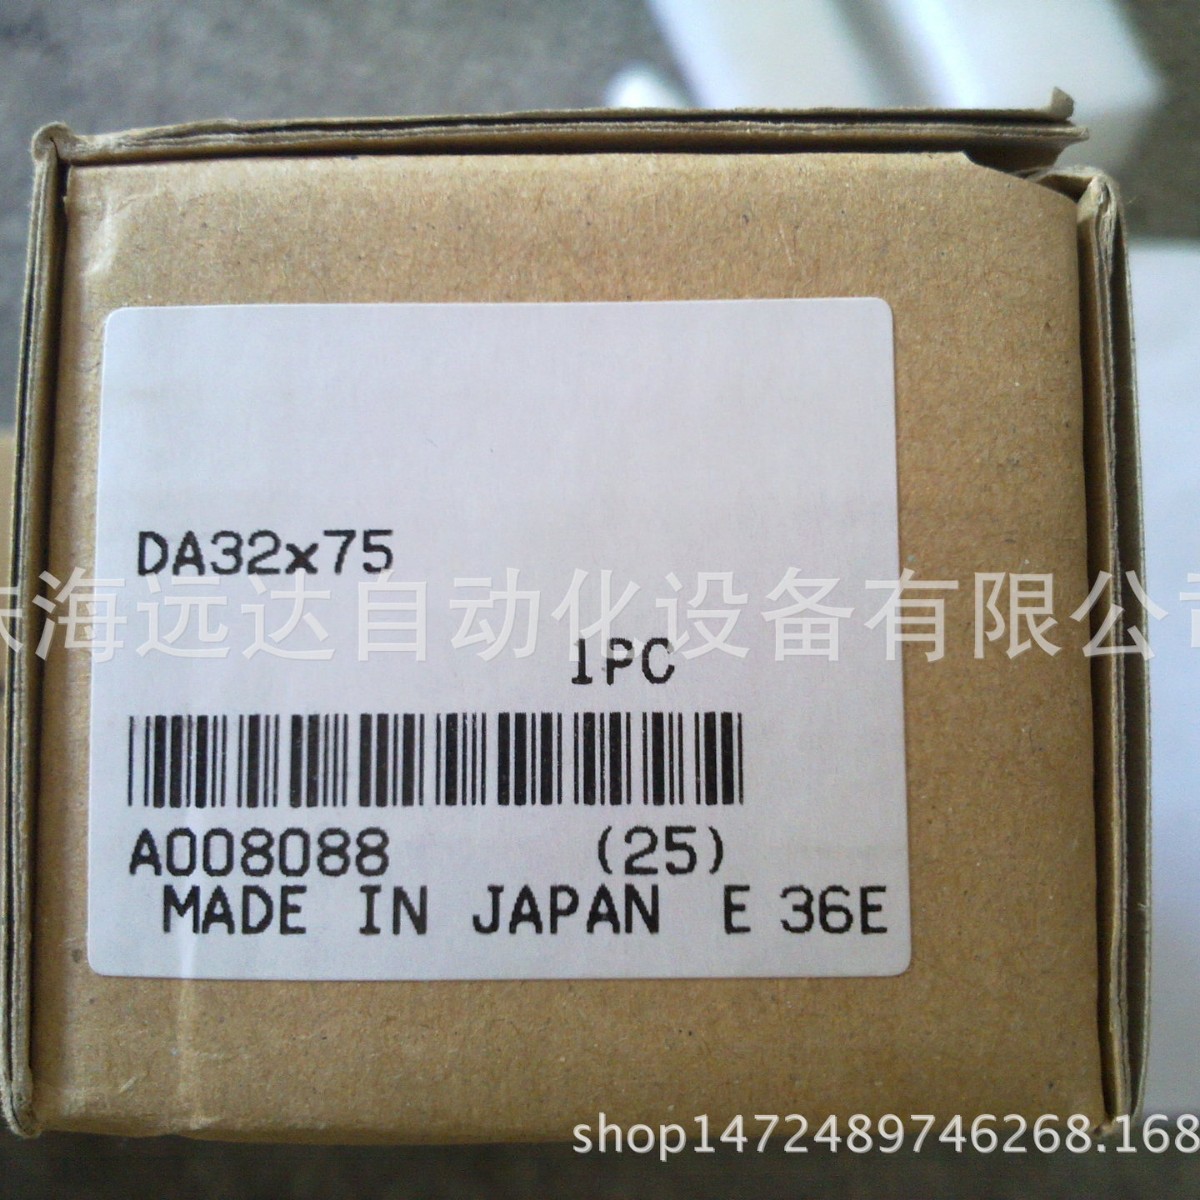 DA32x75
海远达自动化设备有限公司
1PC
A008088 (25)
MADE IN JAPAN E 36E
shop1472489746268.168